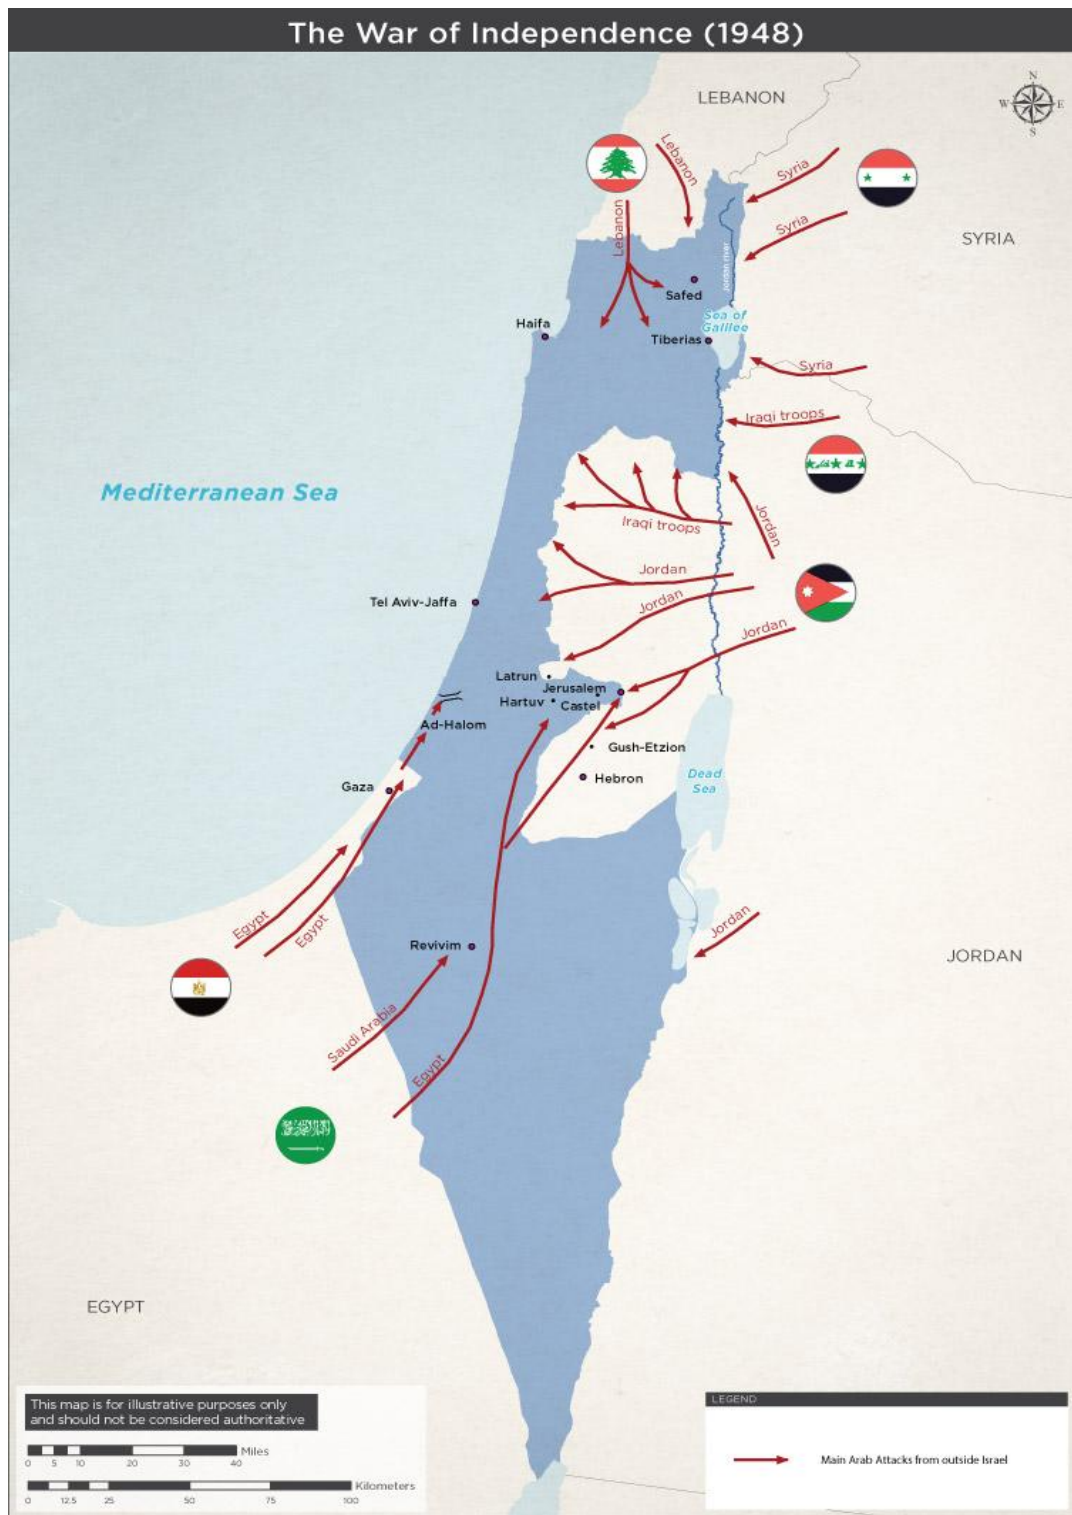 The War of Independence (1948)
LEBANON
N
W
E
S
Lebanon
Syria
Lebanon
Syria
SYRIA
Jordan river
Safed
Sea of
Galilee
Haifa
Tiberias
Syria
Iraqi troops
Mediterranean Sea
Iraqi troops
Jordan
Jordan
Jordan
Tel Aviv-Jaffa
Jordan
Latrun
Jerusalem
Hartuv
Castel
Ad-Halom
Gush-Etzion
Hebron
Dead
Sea
Gaza
Egypt
Egypt
Jordan
Revivim
JORDAN
Saudi Arabia
Egypt
EGYPT
This map is for illustrative purposes only
and should not be considered authoritative
Miles
0 5 10 20 30 40
Kilometers
0 12.5 25 50 75 100
LEGEND
Main Arab Attacks from outside Israel